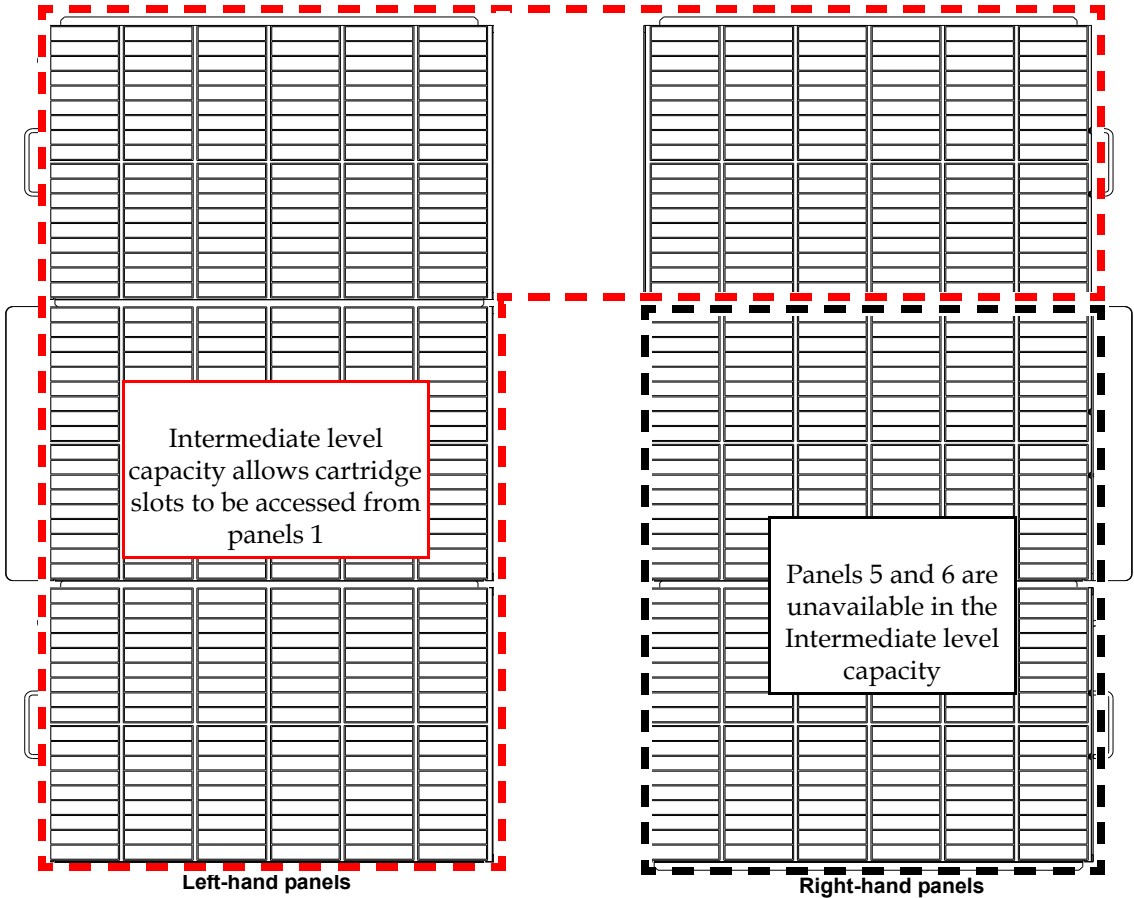 Intermediate level
capacity allows cartridge
slots to be accessed from
panels 1
Panels 5 and 6 are
unavailable in the
Intermediate level
capacity
Left-hand panels
Right-hand panels